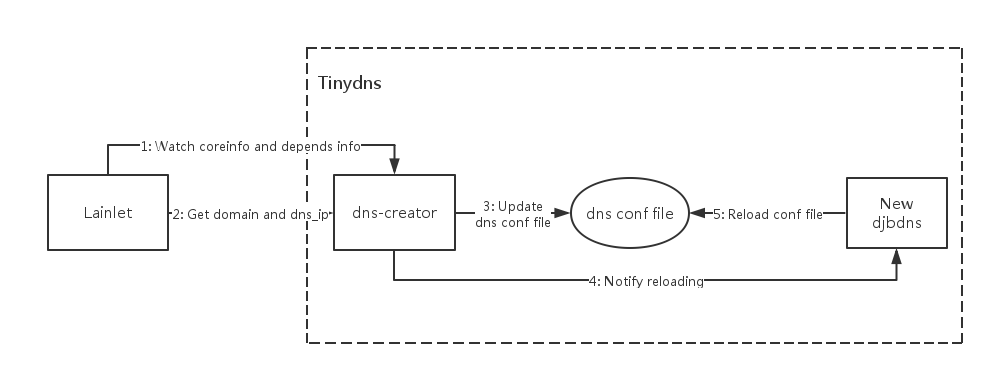 Tinydns
1: Watch coreinfo and depends info
Lainlet
2: Get domain and dns_ip
dns-creator
3: Update
dns conf file
dns conf file
5: Reload conf file
New
djbdns
4: Notify reloading